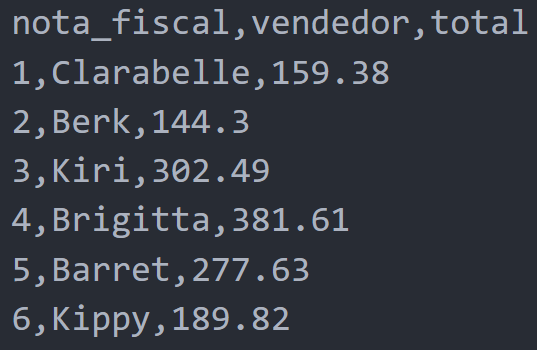 nota_fiscal,vendedor,total
1,Clarabelle,159.38
2,Berk,144.3
3,Kiri,302.49
4,Brigitta,381.61
5,Barret,277.63
6,Kippy,189.82